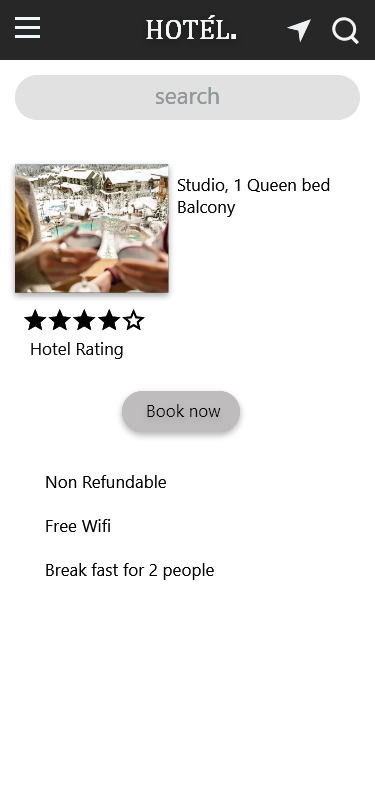 HOTÉL.
search
Studio, 1 Queen bed
Balcony
Hotel Rating
Book now
Non Refundable
Free Wifi
Break fast for 2 people